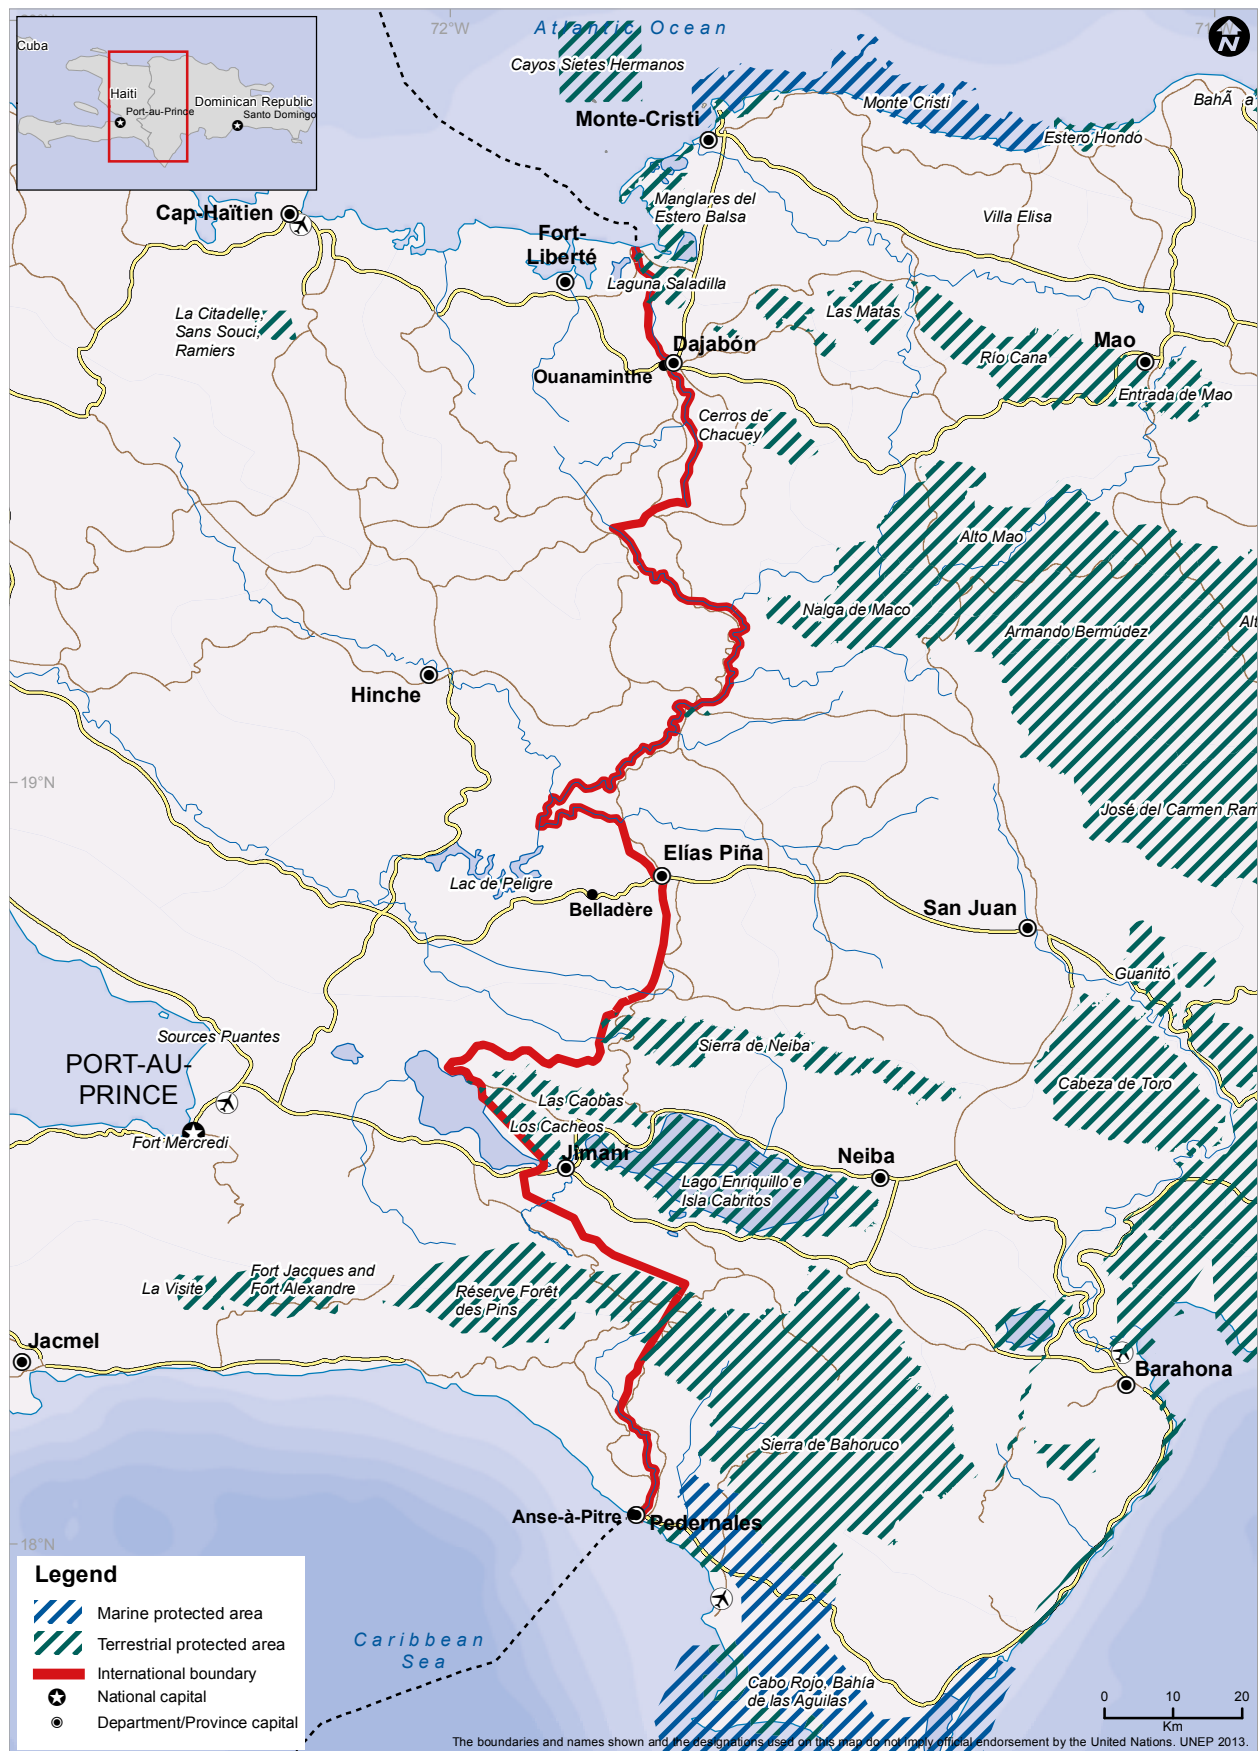 72°W
Atlantic Ocean
Cuba
Haiti
Port-au-Prince
Dominican Republic
Santo Domingo
Cayos Sietes Hermanos
Monte Cristi
BahÃ a
Monte-Cristi
Estero Hondo
Manglares del
Estero Balsa
Villa Elisa
Cap-Haïtien
Fort-
Liberté
Laguna Saladilla
La Citadelle,
Sans Souci,
Ramiers
Las Matas
Dajabón
Mao
Río Cana
Ouanaminthe
Entrada de Mao
Cerros de
Chacuey
Alto Mao
Nalga de Maco
Armando Bermúdez
Alt
Hinche
19°N
José del Carmen Ram
Elías Piña
Lac de Peligre
Belladère
San Juan
Guanito
Sources Puantes
Sierra de Neiba
PORT-AU-
PRINCE
Cabeza de Toro
Las Caobas
Los Cacheos
Fort Mercredi
Jimaní
Neiba
Lago Enriquillo e
Isla Cabritos
Fort Jacques and
Fort Alexandre
La Visite
Réserve Forêt
des Pins
Jacmel
Barahona
Sierra de Bahoruco
Anse-à-Pitre
Pedernales
18°N
Legend
Marine protected area
Terrestrial protected area
International boundary
National capital
Department/Province capital
Caribbean
Sea
Cabo Rojo, Bahía
de las Aguilas
0 10 20
Km
The boundaries and names shown and the designations used on this map do not imply official endorsement by the United Nations. UNEP 2013.
N